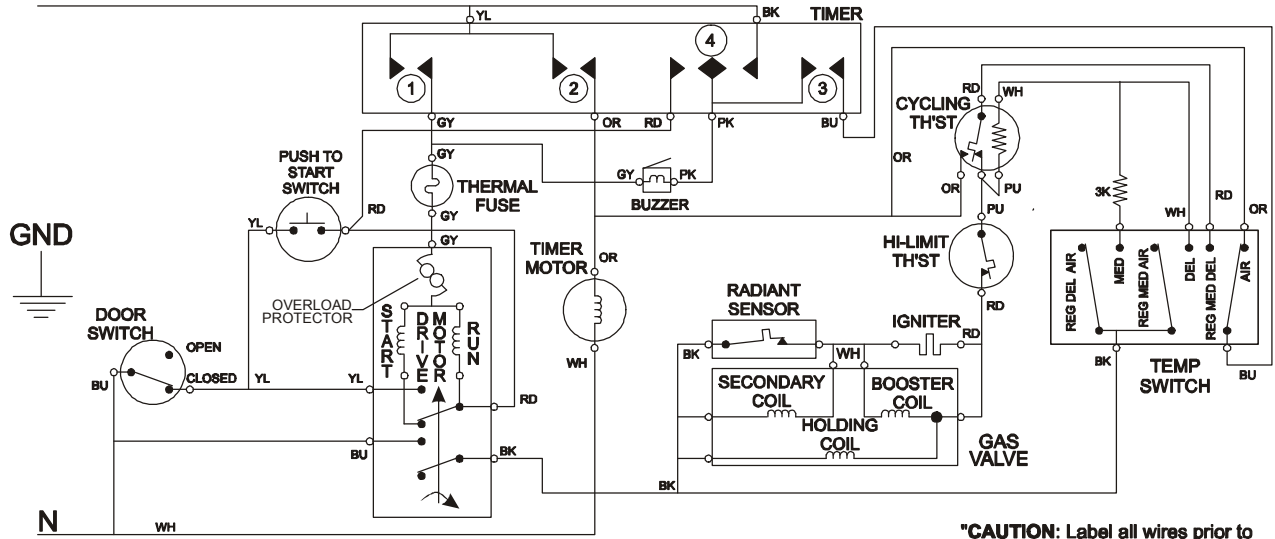 YL
BK
TIMER
4
1
2
3
GY
OR
RD
PK
BU
RD
WH
CYCLING
TH'ST
OR
PUSH TO
START
SWITCH
GY
THERMAL
FUSE
GY
PK
BUZZER
OR
PU
3K
RD
YL
RD
GY
PU
WH
OR
GND
GY
HI-LIMIT
TH'ST
TIMER
MOTOR
OR
OVERLOAD
PROTECTOR
RADIANT
SENSOR
RD
REG DEL AIR
MED
REG MED AIR
DEL
REG MED DEL
AIR
DOOR
SWITCH
START
DRIVE
MOTOR
RUN
IGNITER
RD
OPEN
WH
BK
WH
BK
TEMP
SWITCH
BU
BU
CLOSED
YL
YL
SECONDARY
COIL
BOOSTER
COIL
RD
HOLDING
COIL
GAS
VALVE
BU
BK
BK
N
WH
"CAUTION: Label all wires prior to